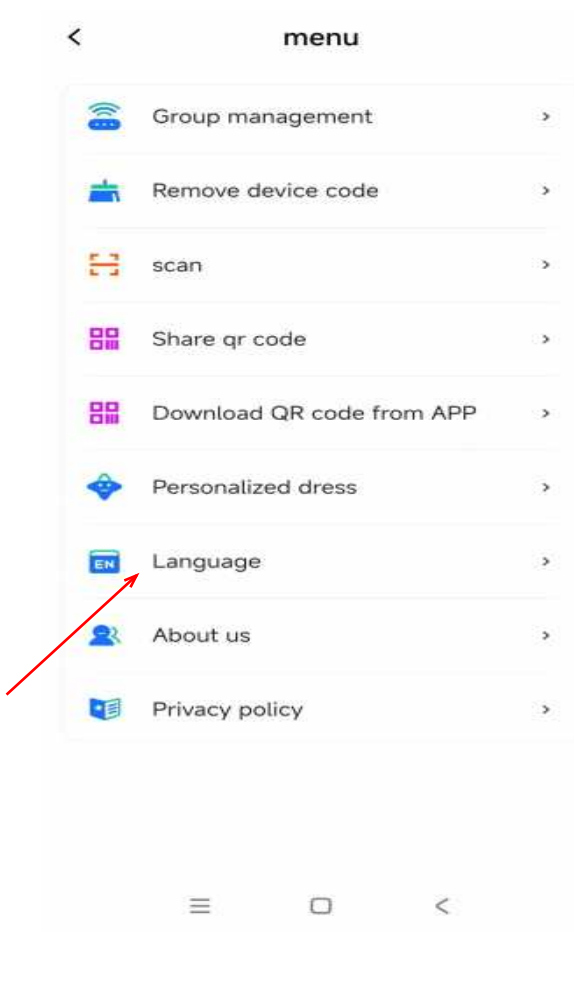 menu
Group management
Remove device code
scan
Share qr code
Download QR code from APP
Personalized dress
EN Language
About us
Privacy policy